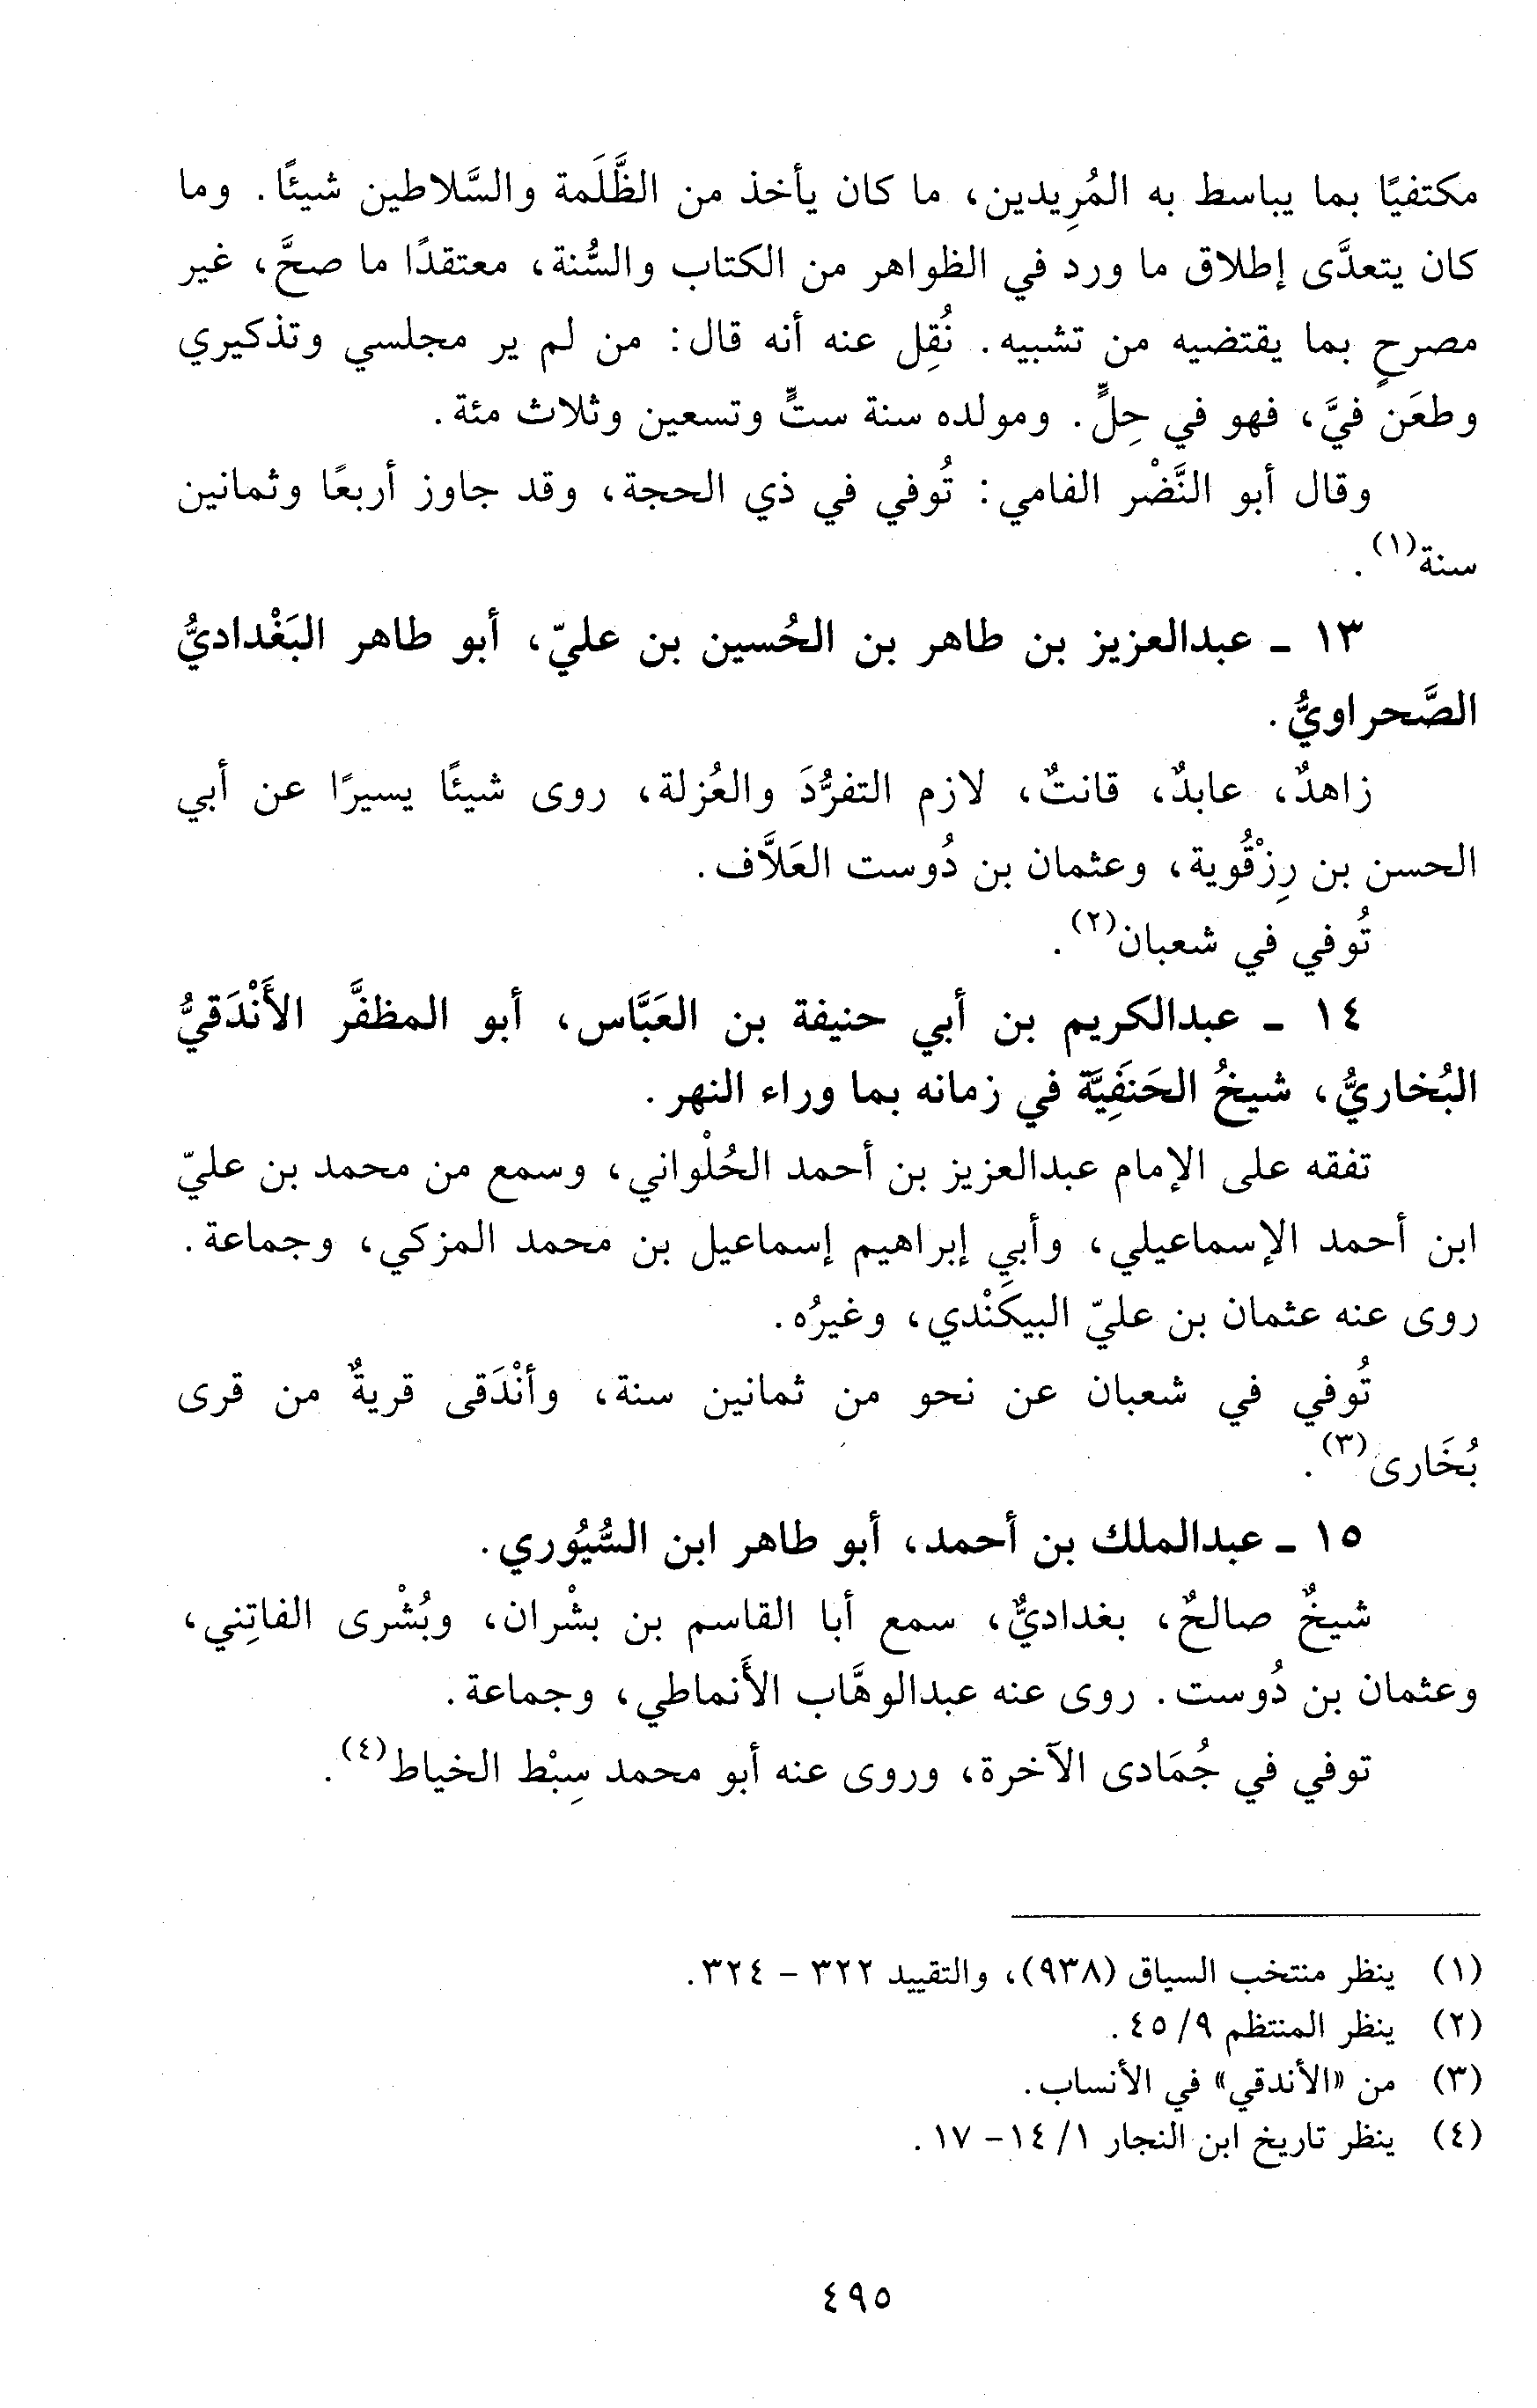 مكتفيًا بما يباسط به المُرِيدين، ما كان يأخذ من الظَّلَمة والسَّلاطين شيئًا. وما
كان يتعدَّى إطلاق ما ورد في الظواهر من الكتاب والسُّنة، معتقدًا ما صحَّ، غير
مصرحٍ بما يقتضيه من تشبيه. نُقِل عنه أنه قال: من لم ير مجلسي وتذكيري
وطعَن فيَّ، فهو في حِلٍّ. ومولده سنة ستٍّ وتسعين وثلاث مئة.
وقال أبو النَّضْر الفامي: تُوفي في ذي الحجة، وقد جاوز أربعًا وثمانين
سنة(١).
١٣ ـ عبدالعزيز بن طاهر بن الحُسين بن عليّ، أبو طاهر البَغْداديُّ
الصَّحراويُّ.
زاهدٌ، عابدٌ، قانتٌ، لازم التفرُّدَ والعُزلة، روى شيئًا يسيرًا عن أبي
الحسن بن رِزْقُوية، وعثمان بن دُوست العَلاَّف.
تُوفي في شعبان(٢).
١٤ ـ عبدالكريم بن أبي حنيفة بن العَبَّاس، أبو المظفَّر الأَنْدَقيُّ
البُخاريُّ، شيخُ الحَنَفِيَّة في زمانه بما وراء النهر.
تفقه على الإمام عبدالعزيز بن أحمد الحُلْواني، وسمع من محمد بن عليّ
ابن أحمد الإسماعيلي، وأبي إبراهيم إسماعيل بن محمد المزكي، وجماعة.
روى عنه عثمان بن عليّ البيكَنْدي، وغيرُه.
تُوفي في شعبان عن نحو من ثمانين سنة، وأنْدَقى قريةٌ من قرى
بُخَارى(٣).
١٥ ـ عبدالملك بن أحمد، أبو طاهر ابن السُّيُوري.
شيخٌ صالحٌ، بغداديٌّ، سمع أبا القاسم بن بشْران، وبُشْرى الفاتِني،
وعثمان بن دُوست. روى عنه عبدالوهَّاب الأَنماطي، وجماعة.
توفي في جُمَادى الآخرة، وروى عنه أبو محمد سِبْط الخياط(٤).
(١) ينظر منتخب السياق (٩٣٨)، والتقييد ٣٢٢ - ٣٢٤.
(٢) ينظر المنتظم ٩/ ٤٥.
(٣) من «الأندقي» في الأنساب.
(٤) ينظر تاريخ ابن النجار ١/ ١٤- ١٧.
٤٩٥